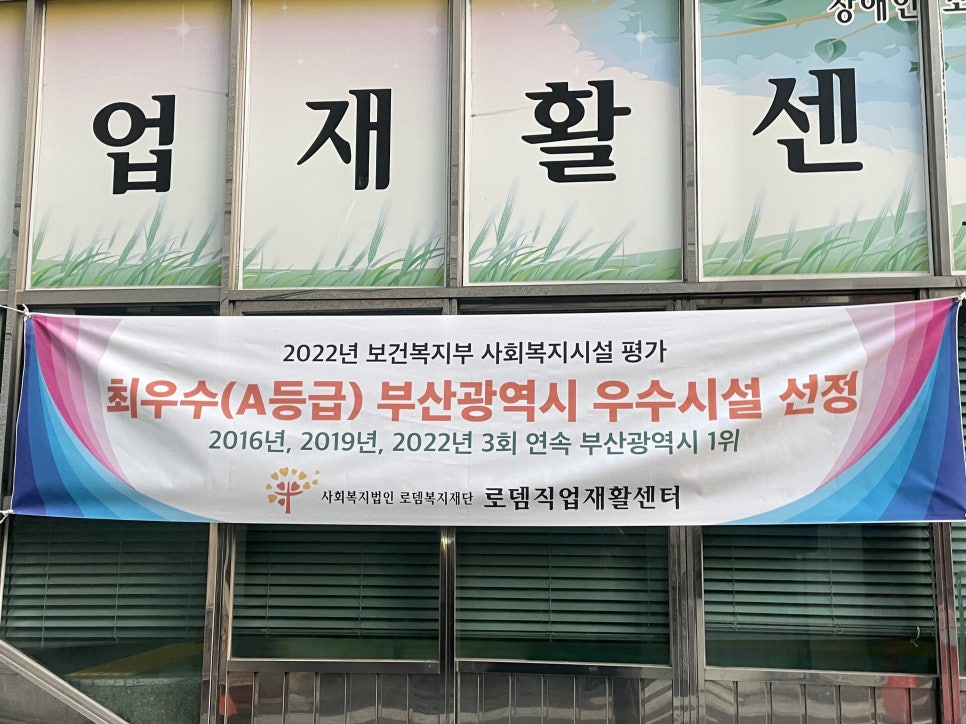 장애인
업재활센
2022년 보건복지부 사회복지시설 평가
최우수(A등급) 부산광역시 우수시설 선정
2016년, 2019년, 2022년 3회 연속 부산광역시 1위
사회복지법인 로뎀복지재단 로뎀직업재활센터